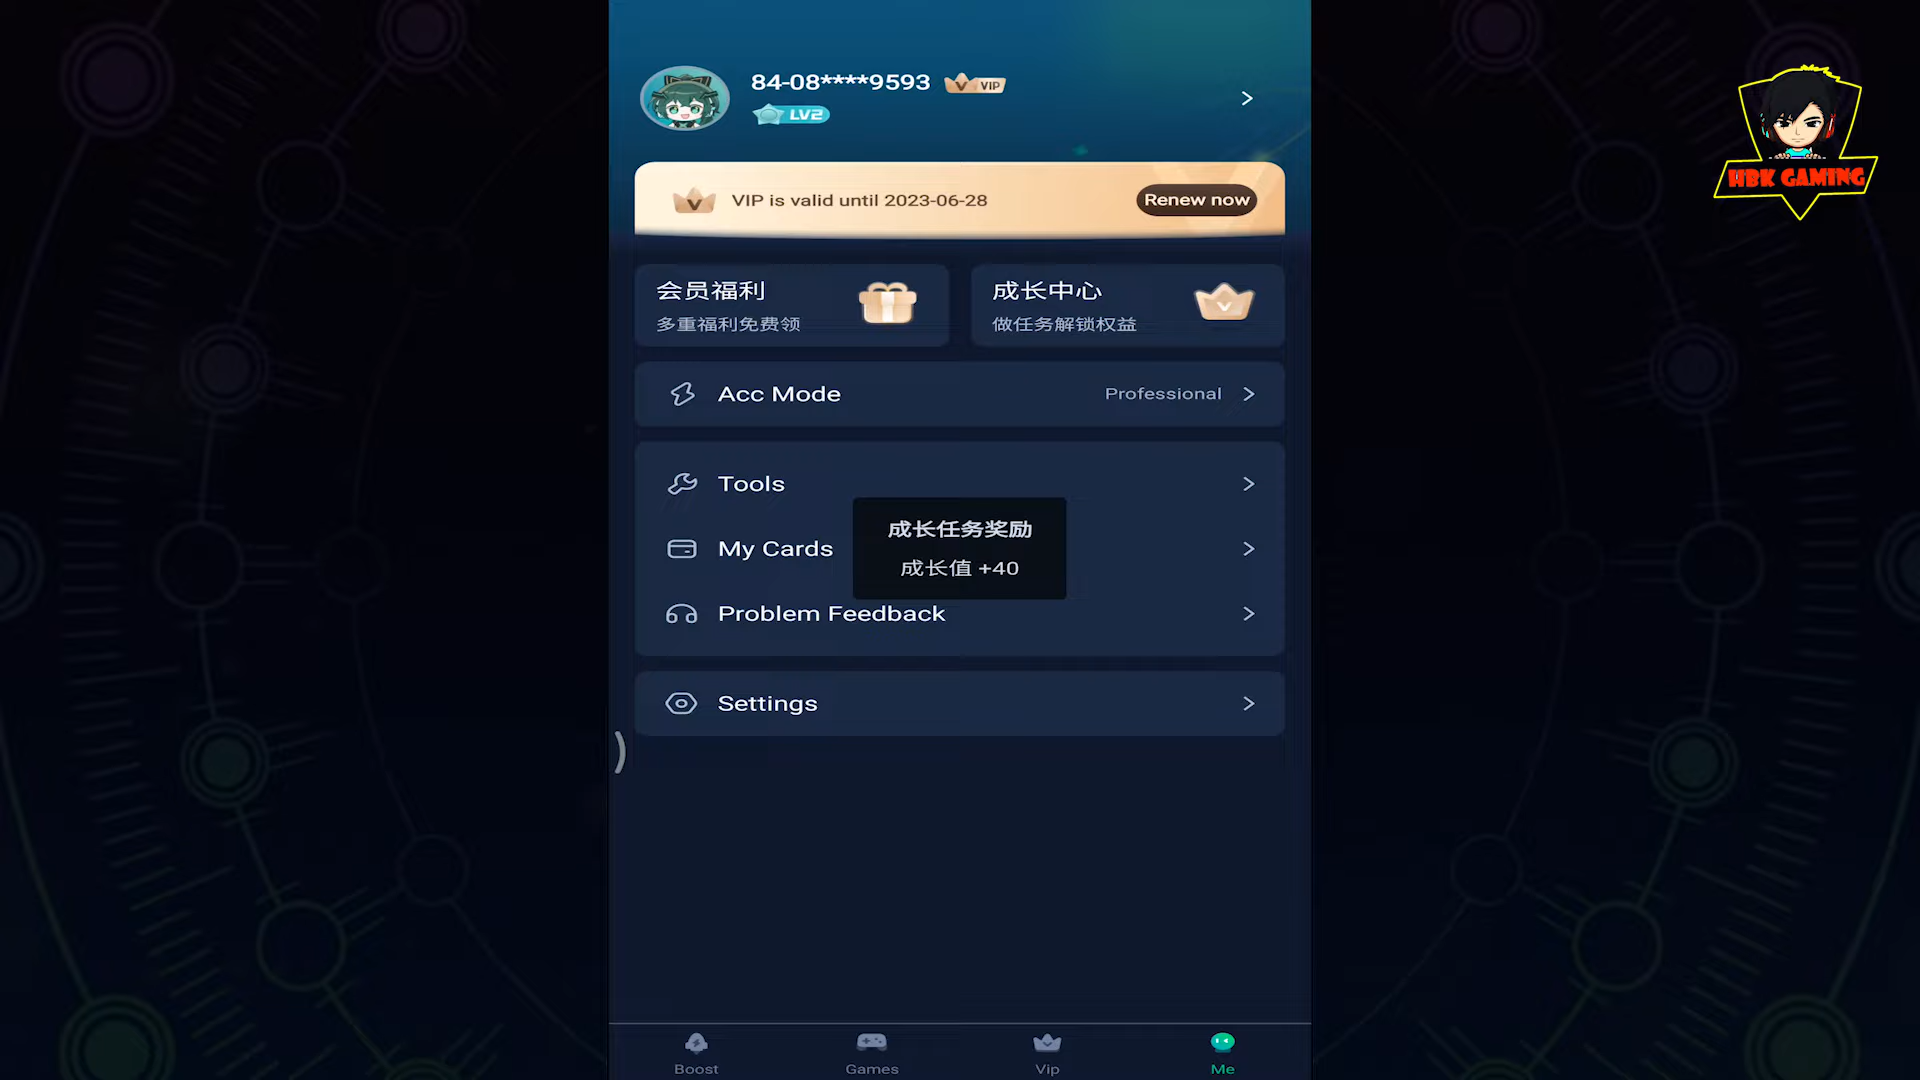 84-08****9593
VIP
LV2
HBK GAMING
VIP is valid until 2023-06-28
Renew now
会员福利
多重福利免费领
成长中心
做任务解锁权益
Acc Mode
Professional
Tools
成长任务奖励
成长值 +40
My Cards
Problem Feedback
Settings
Boost
Games
Vip
Me